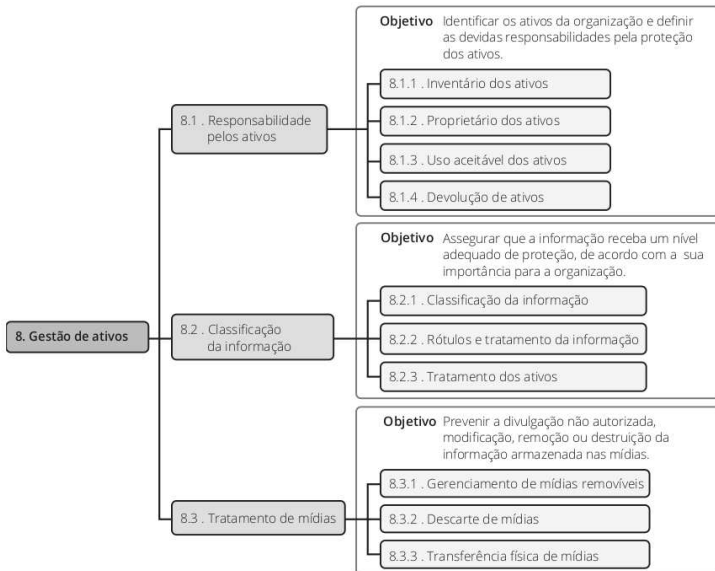 8. Gestão de ativos
8.1 . Responsabilidade
pelos ativos
Objetivo Identificar os ativos da organização e definir
as devidas responsabilidades pela proteção
dos ativos.
8.1.1 . Inventário dos ativos
8.1.2 . Proprietário dos ativos
8.1.3 . Uso aceitável dos ativos
8.1.4 . Devolução de ativos
8.2 . Classificação
da informação
Objetivo Assegurar que a informação receba um nível
adequado de proteção, de acordo com a sua
importância para a organização.
8.2.1 . Classificação da informação
8.2.2 . Rótulos e tratamento da informação
8.2.3 . Tratamento dos ativos
8.3 . Tratamento de mídias
Objetivo Prevenir a divulgação não autorizada,
modificação, remoção ou destruição da
informação armazenada nas mídias.
8.3.1 . Gerenciamento de mídias removíveis
8.3.2 . Descarte de mídias
8.3.3 . Transferência física de mídias